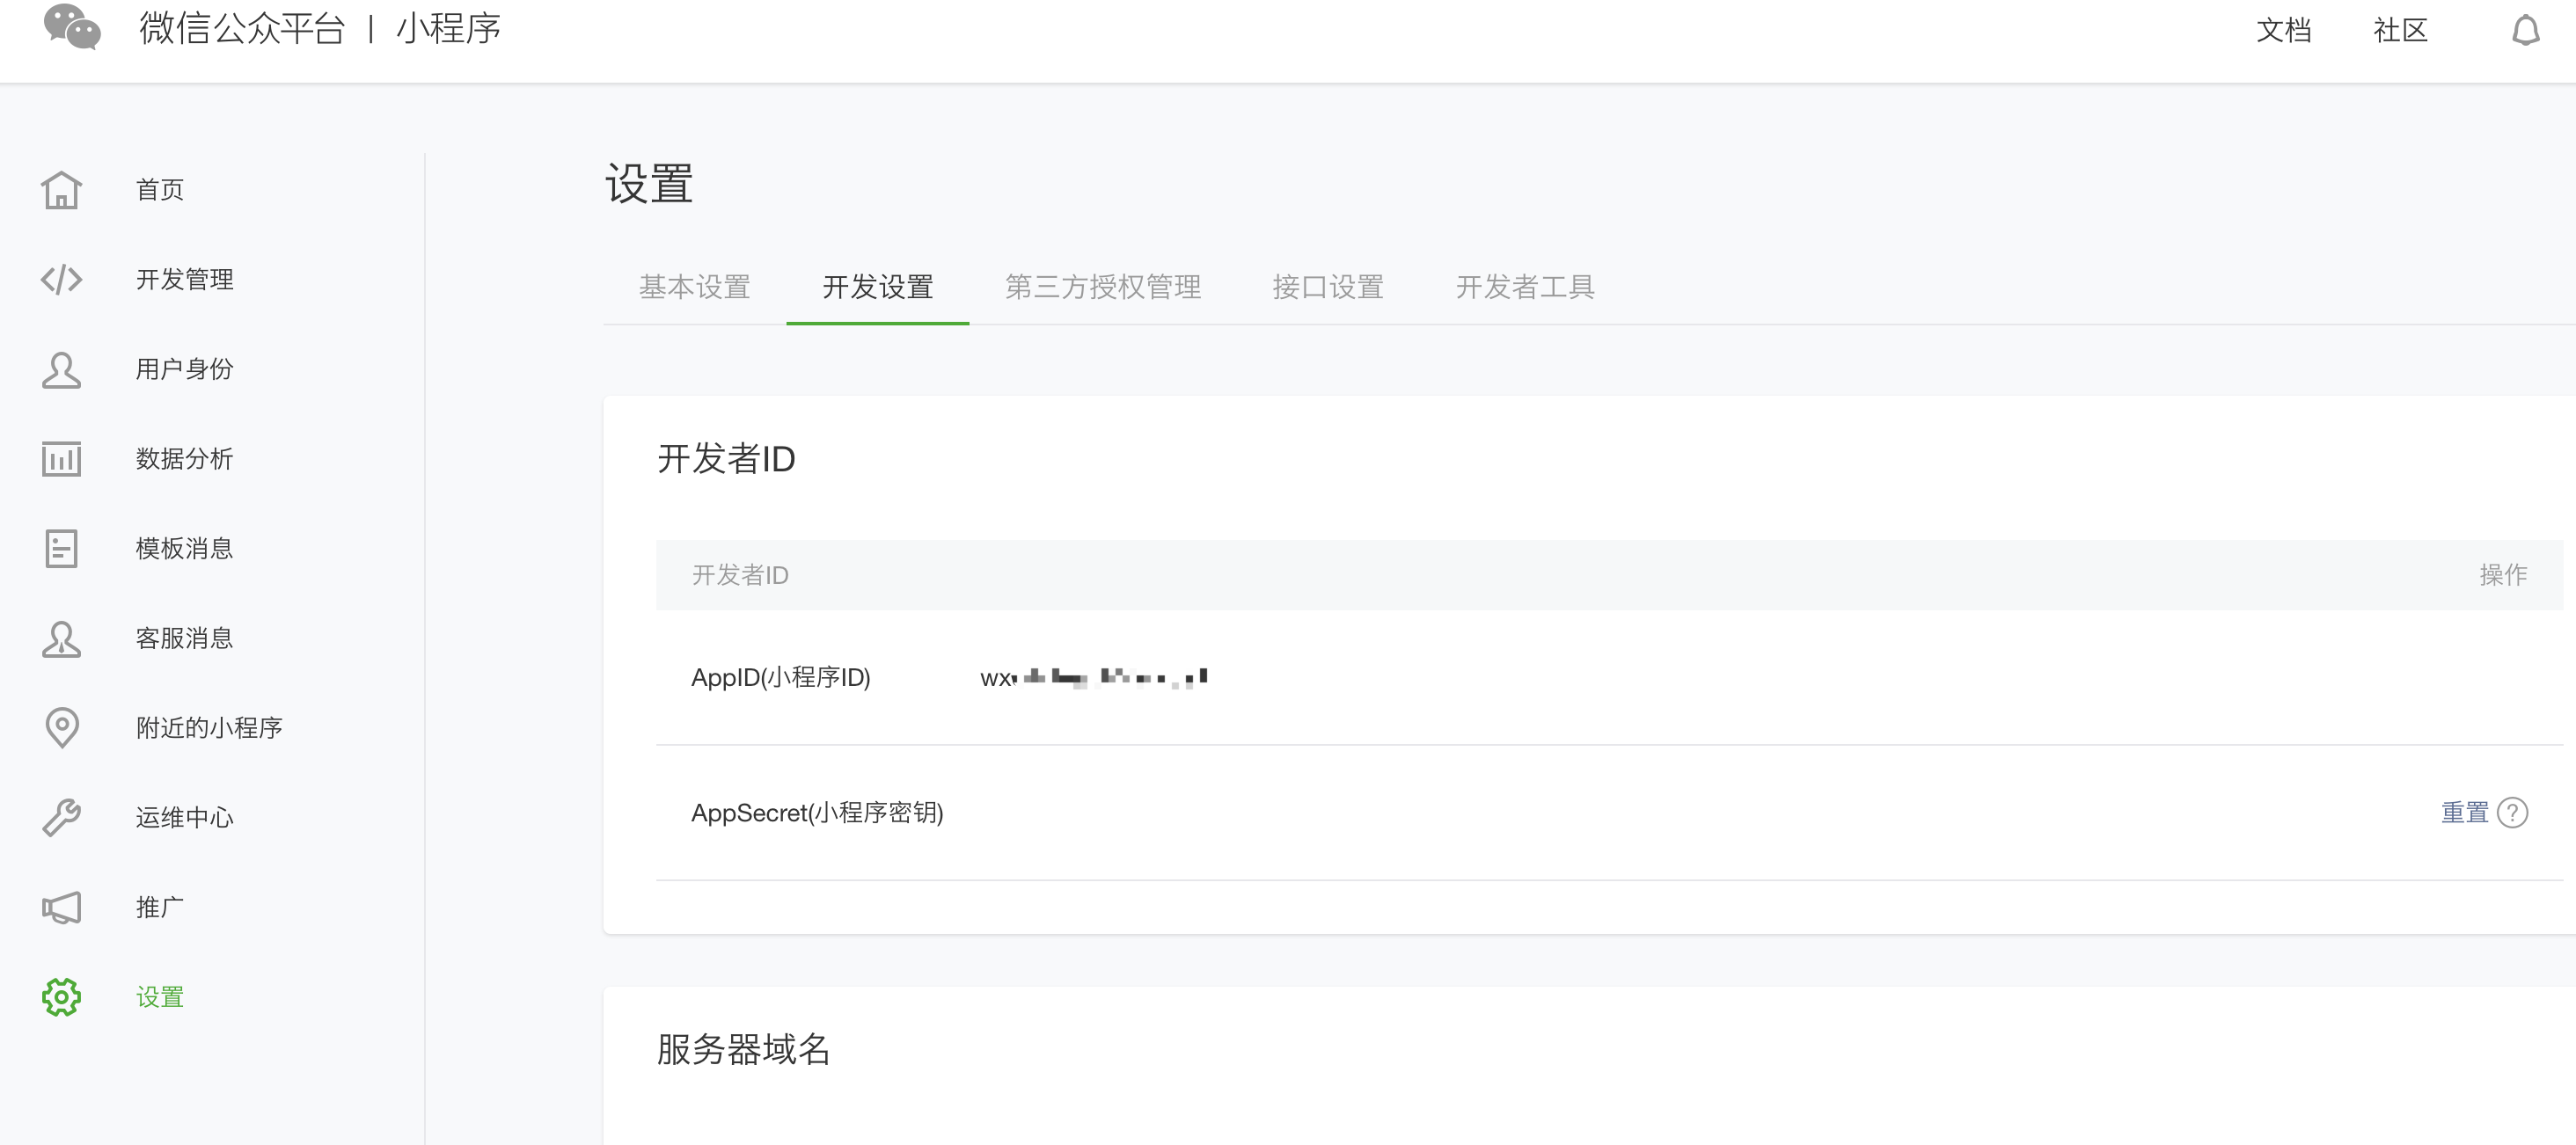 微信公众平台 | 小程序
文档 社区
首页
开发管理
用户身份
数据分析
模板消息
客服消息
附近的小程序
运维中心
推广
设置
设置
基本设置 开发设置 第三方授权管理 接口设置 开发者工具
开发者ID
开发者ID 操作
AppID(小程序ID) wx
AppSecret(小程序密钥) 重置 ?
服务器域名